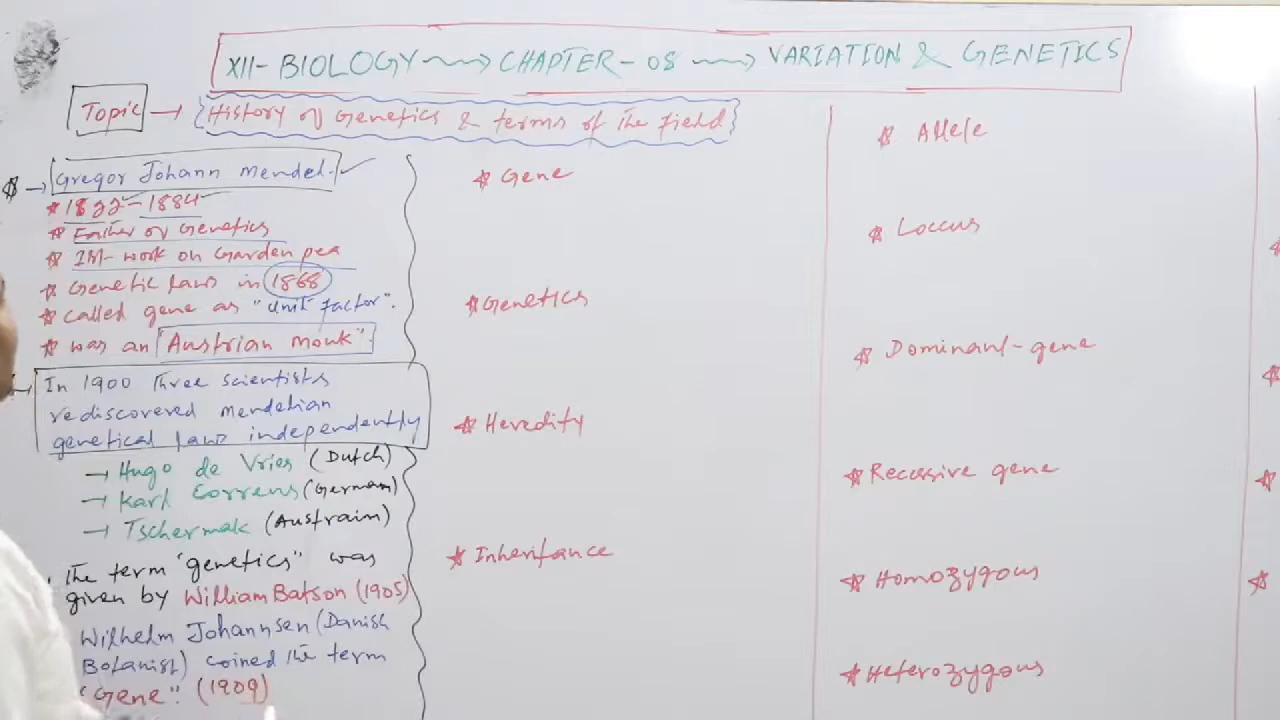 XII- BIOLOGY → CHAPTER-08 → VARIATION & GENETICS
Topic → {History of Genetics & terms of the field}
→ Gregor Johann Mendel.
* 1822 - 1884
* Father of Genetics
* IM- work on Garden pea
* Genetic laws in 1868
* called gene as "unit factor".
* was an "Austrian monk".
→ In 1900 three scientists
rediscovered mendelian
genetical laws independently
→ Hugo de Vries (Dutch)
→ Karl Correns (German)
→ Tschermak (Austrain)
The term "genetics" was
given by William Batson (1905)
Wilhelm Johannsen (Danish
Botanist) coined the term
"Gene". (1909)
* Gene
* Genetics
* Heredity
* Inheritance
* Allele
* Loccus
* Dominant-gene
* Recessive gene
* Homozygous
* Heterozygous